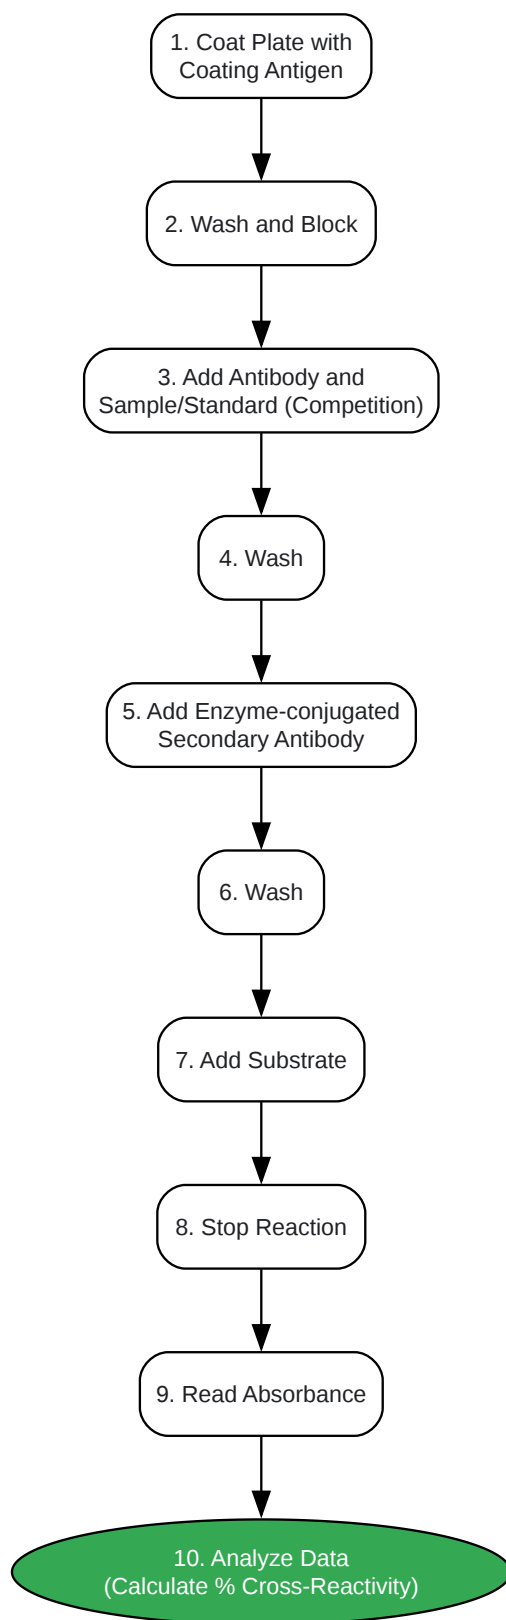 1. Coat Plate with
Coating Antigen
2. Wash and Block
3. Add Antibody and
Sample/Standard (Competition)
4. Wash
5. Add Enzyme-conjugated
Secondary Antibody
6. Wash
7. Add Substrate
8. Stop Reaction
9. Read Absorbance
10. Analyze Data
(Calculate % Cross-Reactivity)